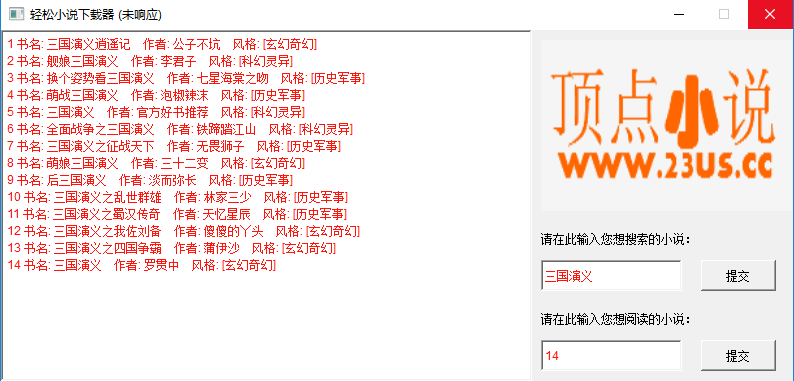 轻松小说下载器 (未响应)
1 书名: 三国演义逍遥记 作者: 公子不坑 风格: [玄幻奇幻]
2 书名: 舰娘三国演义 作者: 李君子 风格: [科幻灵异]
3 书名: 换个姿势看三国演义 作者: 七星海棠之吻 风格: [历史军事]
4 书名: 萌战三国演义 作者: 泡椒辣沫 风格: [历史军事]
5 书名: 三国演义 作者: 官方好书推荐 风格: [科幻灵异]
6 书名: 全面战争之三国演义 作者: 铁蹄踏江山 风格: [科幻灵异]
7 书名: 三国演义之征战天下 作者: 无畏狮子 风格: [历史军事]
8 书名: 萌娘三国演义 作者: 三十二变 风格: [玄幻奇幻]
9 书名: 后三国演义 作者: 淡而弥长 风格: [历史军事]
10 书名: 三国演义之乱世群雄 作者: 林家三少 风格: [历史军事]
11 书名: 三国演义之蜀汉传奇 作者: 天忆星辰 风格: [历史军事]
12 书名: 三国演义之我佐刘备 作者: 傻傻的丫头 风格: [玄幻奇幻]
13 书名: 三国演义之四国争霸 作者: 蒲伊沙 风格: [玄幻奇幻]
14 书名: 三国演义 作者: 罗贯中 风格: [玄幻奇幻]
顶点小说
WWW.23US.CC
请在此输入您想搜索的小说:
三国演义 提交
请在此输入您想阅读的小说:
14 提交